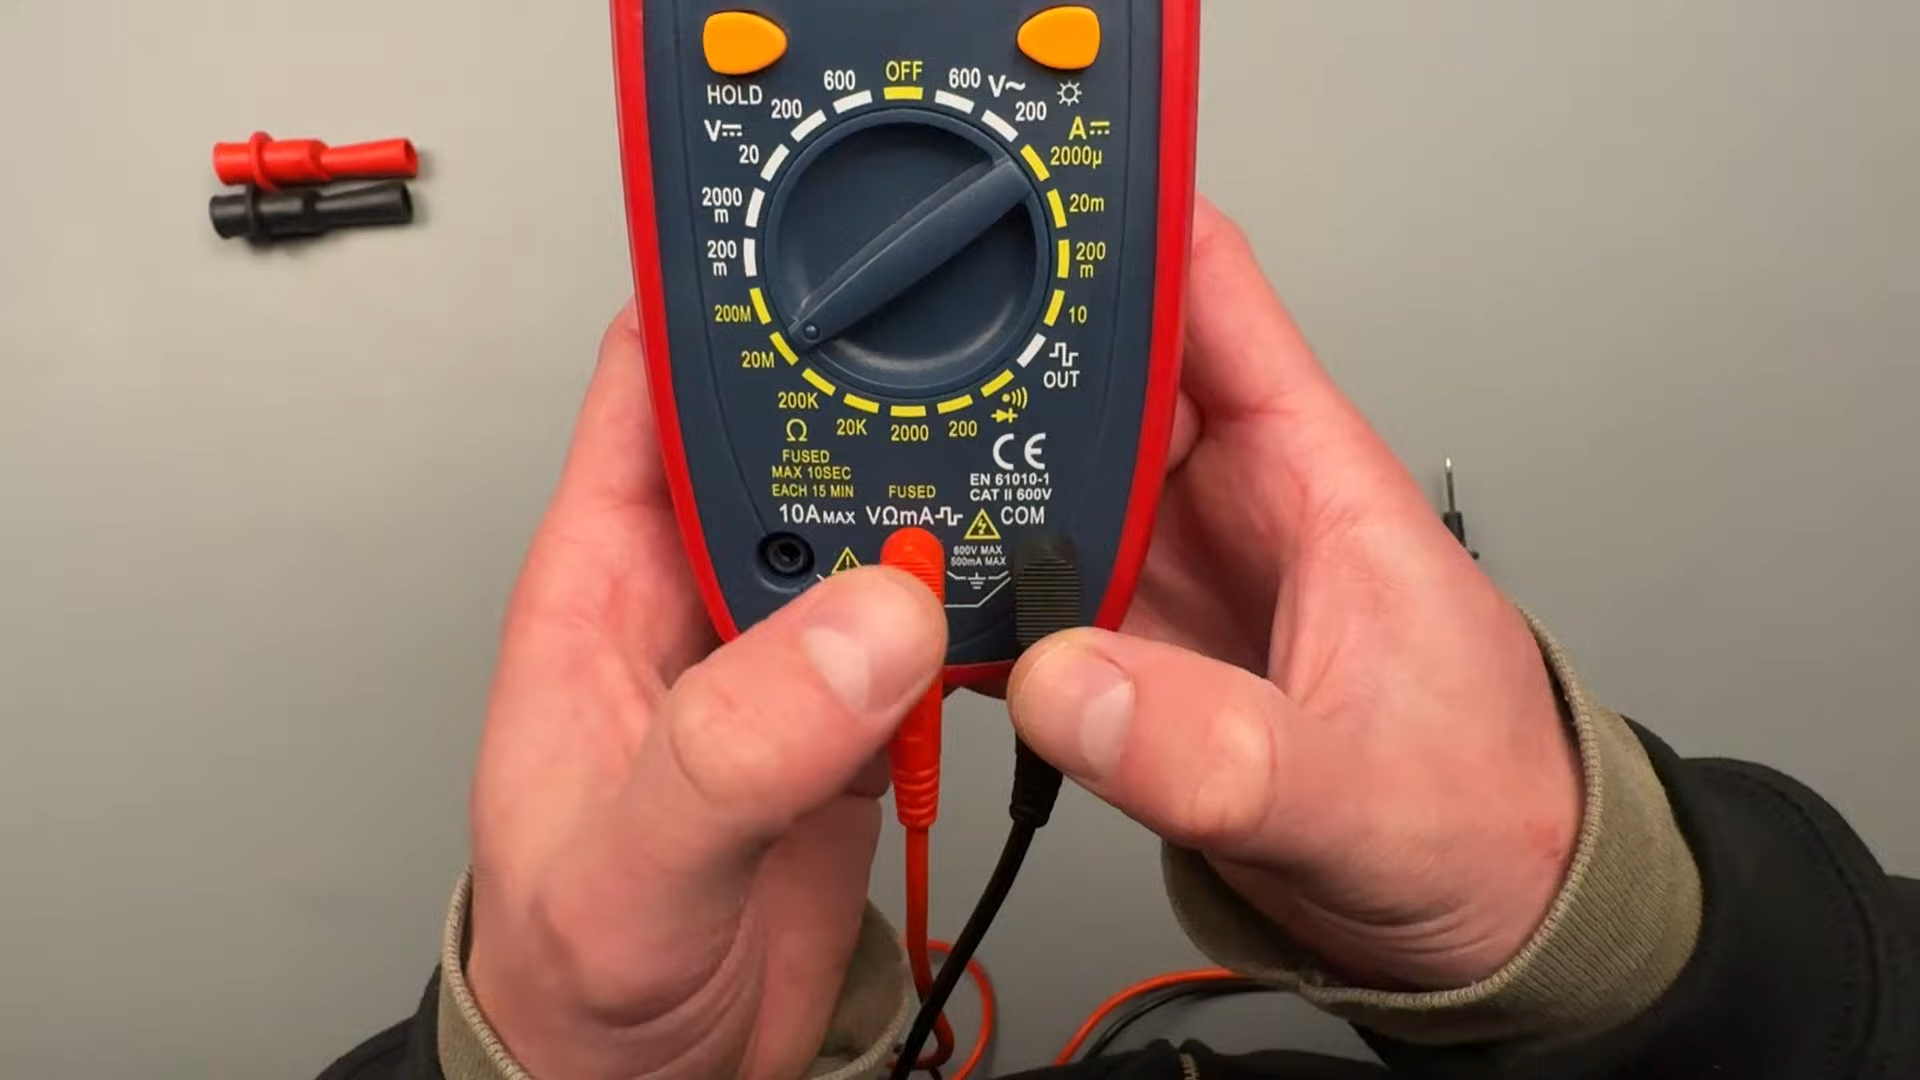 HOLD
OFF
600
200
V⎓
20
2000
m
200
m
200M
20M
200K
Ω
20K
2000
200
600
V~
200
A⎓
2000µ
20m
200
m
10
OUT
CE
EN 61010-1
CAT II 600V
FUSED
MAX 10SEC
EACH 15 MIN
10A MAX
FUSED
VΩmA
COM
600V MAX
500mA MAX